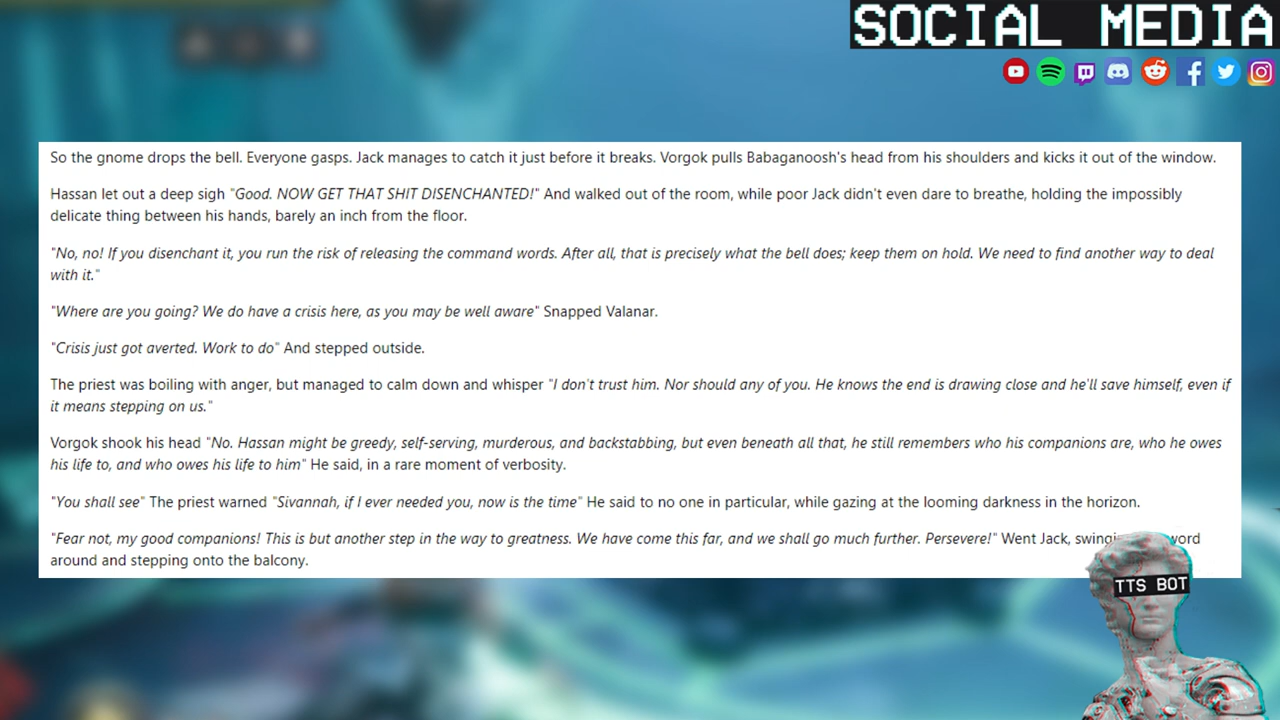 SOCIAL MEDIA
So the gnome drops the bell. Everyone gasps. Jack manages to catch it just before it breaks. Vorgok pulls Babaganoosh's head from his shoulders and kicks it out of the window.
Hassan let out a deep sigh "Good. NOW GET THAT SHIT DISENCHANTED!" And walked out of the room, while poor Jack didn't even dare to breathe, holding the impossibly
delicate thing between his hands, barely an inch from the floor.
"No, no! If you disenchant it, you run the risk of releasing the command words. After all, that is precisely what the bell does; keep them on hold. We need to find another way to deal
with it."
"Where are you going? We do have a crisis here, as you may be well aware" Snapped Valanar.
"Crisis just got averted. Work to do" And stepped outside.
The priest was boiling with anger, but managed to calm down and whisper "I don't trust him. Nor should any of you. He knows the end is drawing close and he'll save himself, even if
it means stepping on us."
Vorgok shook his head "No. Hassan might be greedy, self-serving, murderous, and backstabbing, but even beneath all that, he still remembers who his companions are, who he owes
his life to, and who owes his life to him" He said, in a rare moment of verbosity.
"You shall see" The priest warned "Sivannah, if I ever needed you, now is the time" He said to no one in particular, while gazing at the looming darkness in the horizon.
"Fear not, my good companions! This is but another step in the way to greatness. We have come this far, and we shall go much further. Persevere!" Went Jack,
around and stepping onto the balcony.
TTS BOT